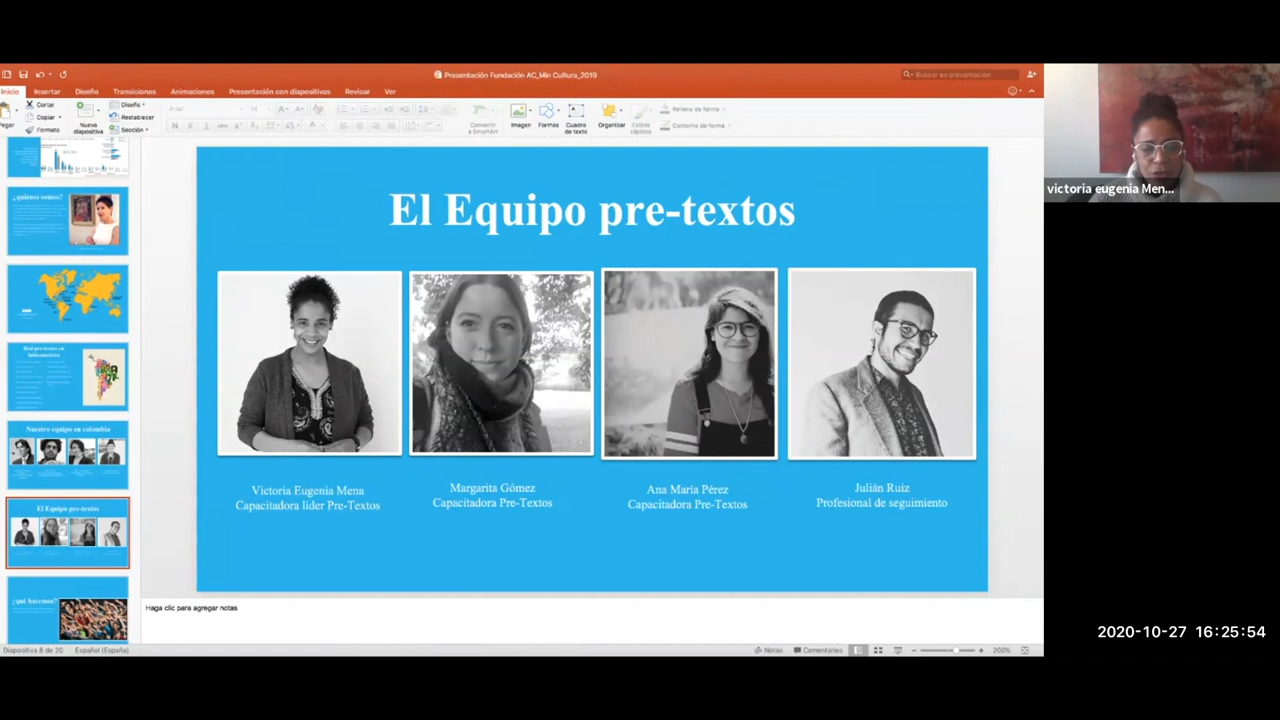 Presentación Fundación AC_Min Cultura_2019
Buscar en presentación
Inicio Insertar Diseño Transiciones Animaciones Presentación con diapositivas Revisar Ver
Cortar
Copiar
Formato
Nueva diapositiva
Diseño
Restablecer
Sección
Convertir a SmartArt
Imagen
Formas
Cuadro de texto
Organizar
Estilos rápidos
Relleno de forma
Contorno de forma
¿quiénes somos?
Nuestro equipo en colombia
El Equipo pre-textos
¿qué hacemos?
El Equipo pre-textos
Victoria Eugenia Mena
Capacitadora líder Pre-Textos
Margarita Gómez
Capacitadora Pre-Textos
Ana María Pérez
Capacitadora Pre-Textos
Julián Ruiz
Profesional de seguimiento
Haga clic para agregar notas
Diapositiva 8 de 20 Español (España)
Notas Comentarios 200%
victoria eugenia Men...
2020-10-27 16:25:54